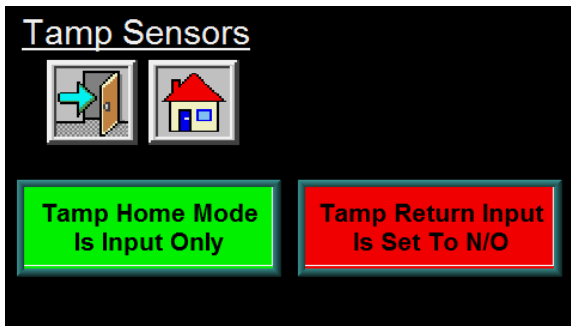 Tamp Sensors
Tamp Home Mode
Is Input Only
Tamp Return Input
Is Set To N/O